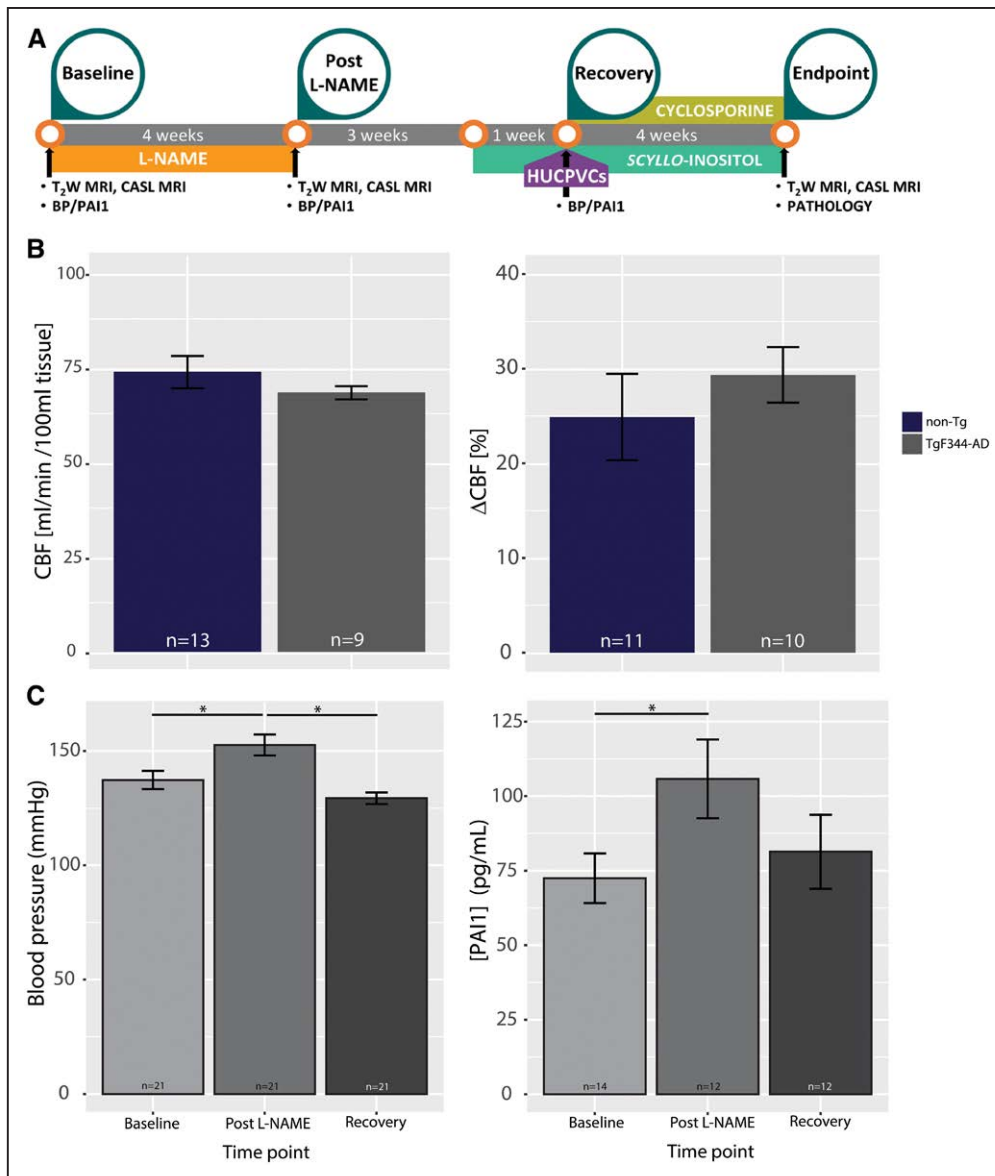 A
Baseline
Post
L-NAME
Recovery
Endpoint
CYCLOSPORINE
4 weeks
3 weeks
1 week
4 weeks
L-NAME
SCYLLO-INOSITOL
HUCPVCs
• T2W MRI, CASL MRI
• BP/PAI1
• T2W MRI, CASL MRI
• BP/PAI1
• BP/PAI1
• T2W MRI, CASL MRI
• PATHOLOGY
B
CBF [ml/min /100ml tissue]
100
75
50
25
0
n=13
n=9
ΔCBF [%]
40
30
20
10
0
n=11
n=10
non-Tg
TgF344-AD
C
Blood pressure (mmHg)
150
100
50
0
*
*
n=21
n=21
n=21
Baseline
Post L-NAME
Recovery
Time point
[PAI1] (pg/mL)
125
100
75
50
25
0
*
n=14
n=12
n=12
Baseline
Post L-NAME
Recovery
Time point